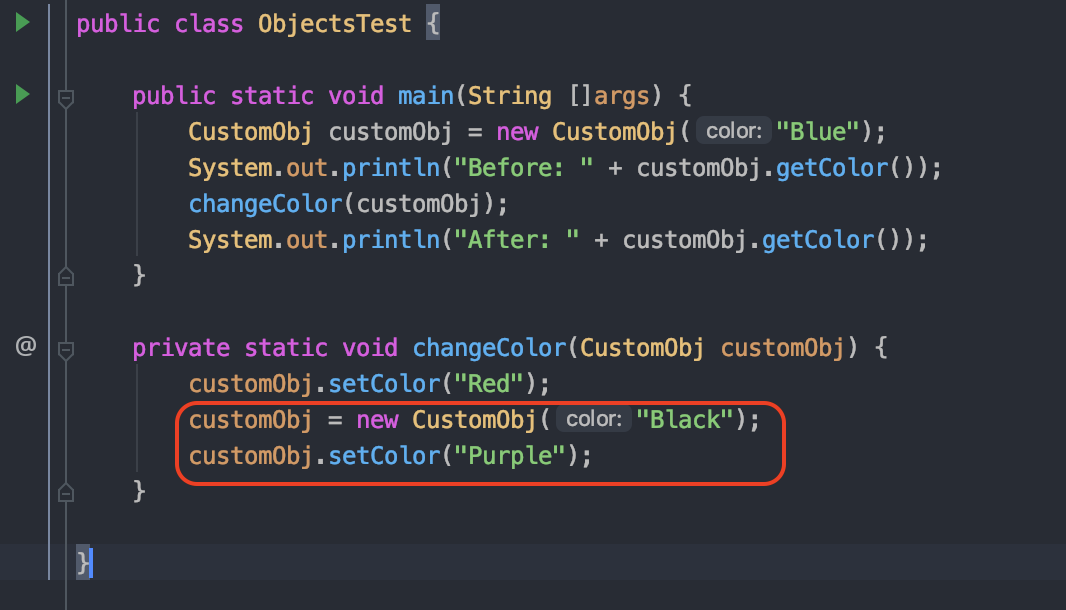 public class ObjectsTest {
public static void main(String []args) {
CustomObj customObj = new CustomObj( color: "Blue");
System.out.println("Before: " + customObj.getColor());
changeColor(customObj);
System.out.println("After: " + customObj.getColor());
}
@
private static void changeColor(CustomObj customObj) {
customObj.setColor("Red");
customObj = new CustomObj( color: "Black");
customObj.setColor("Purple");
}
}